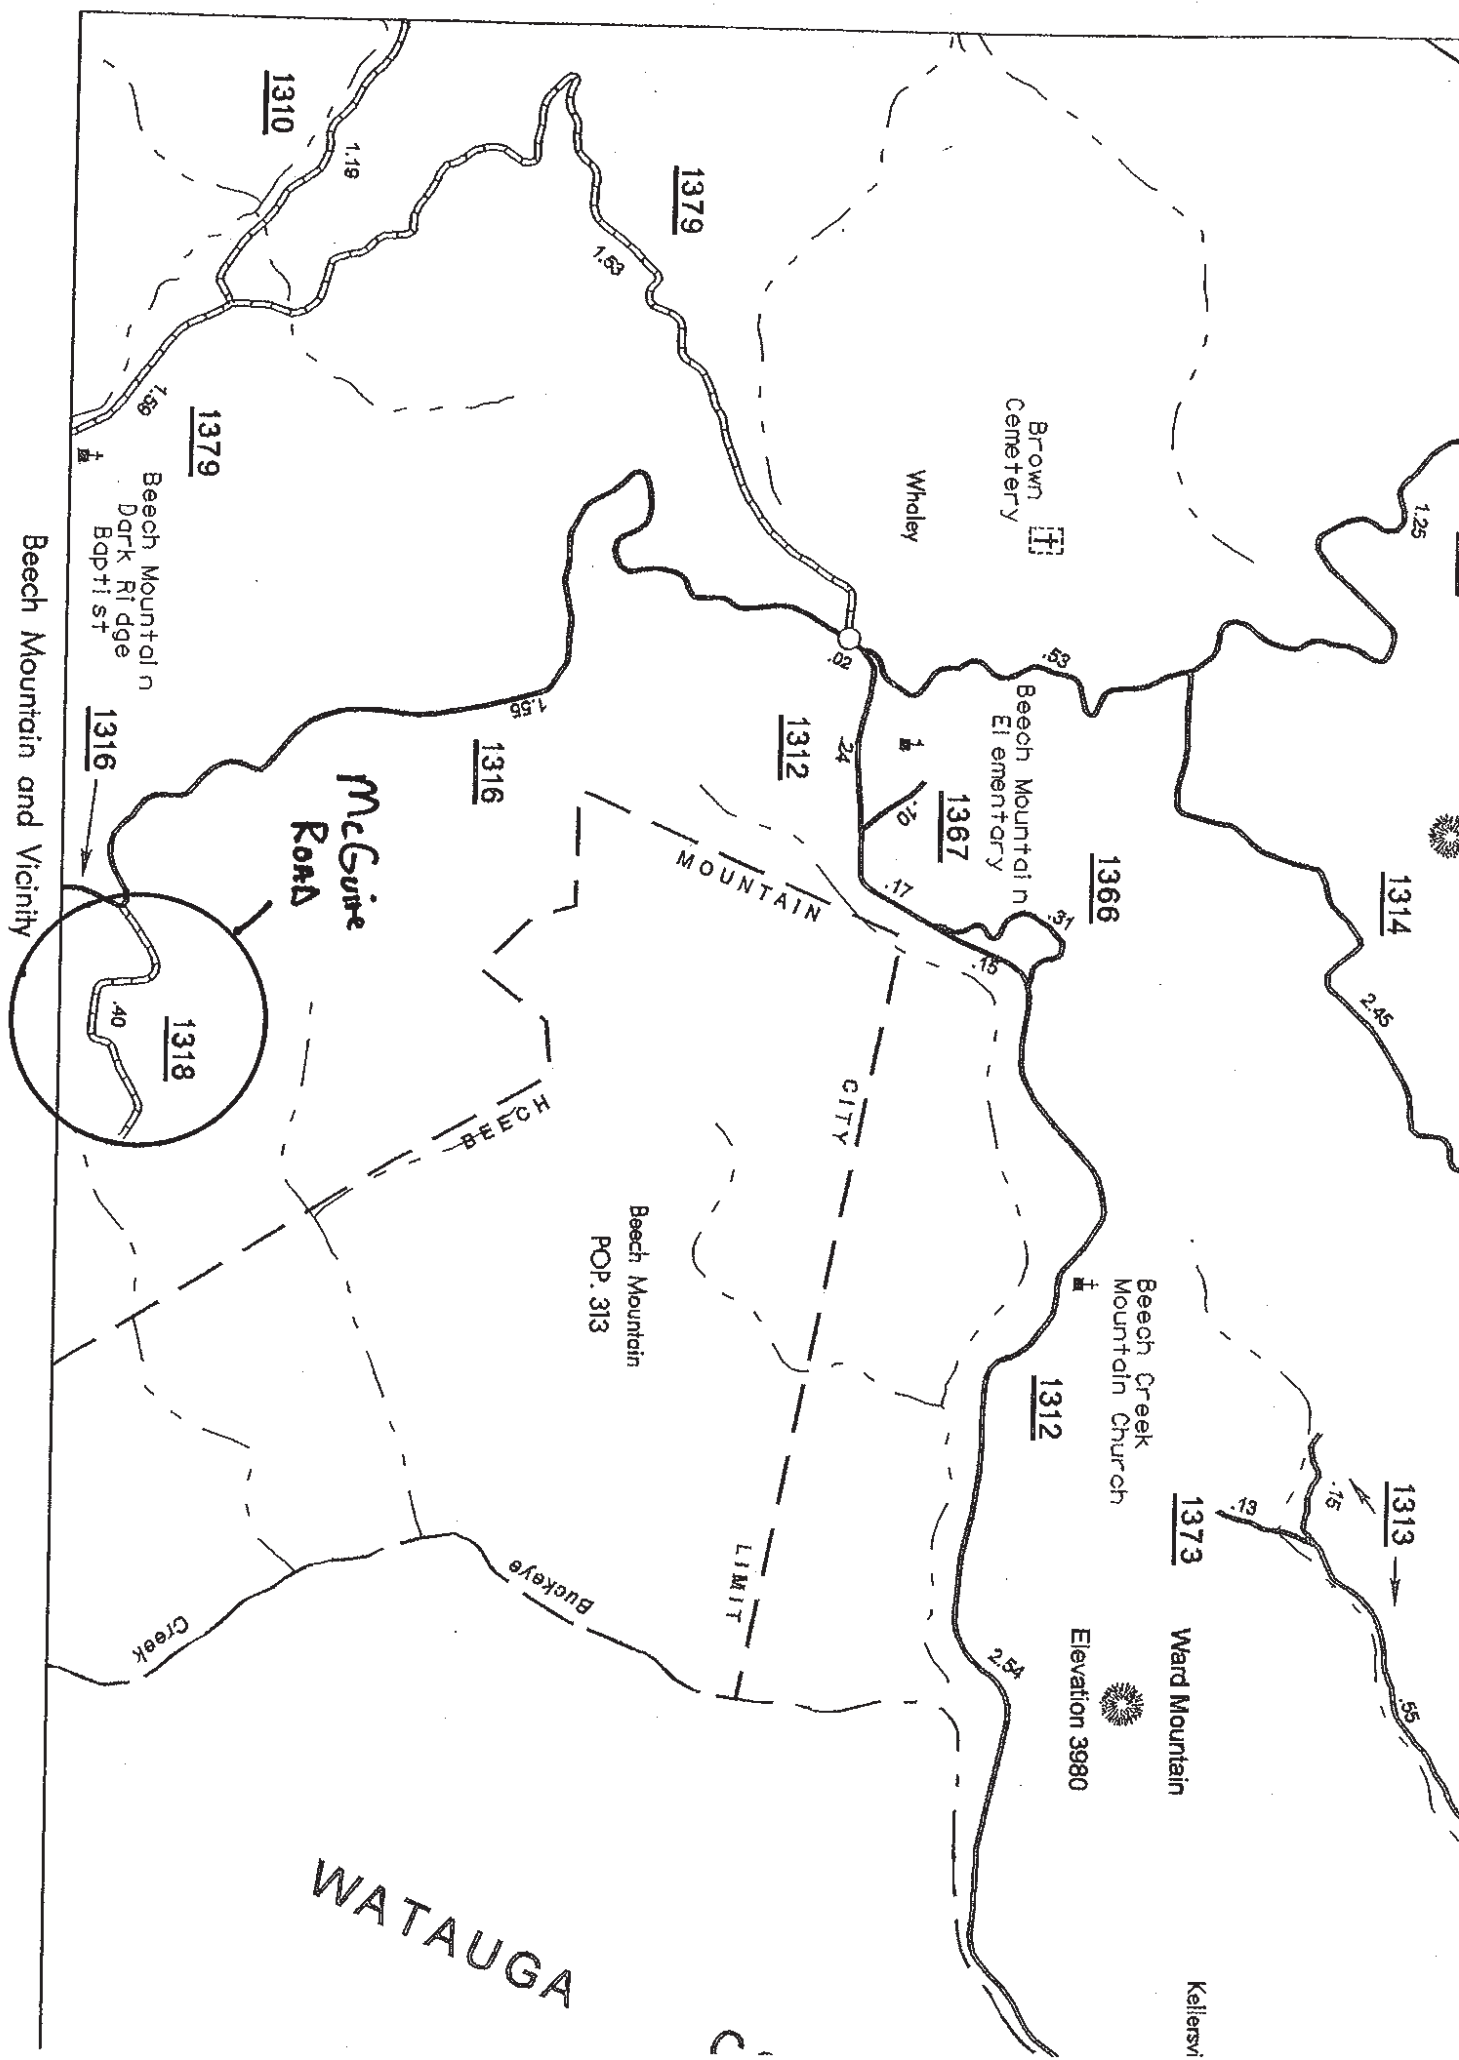 1310
1.19
1379
1.53
1.59
1379
Beech Mountain
Dark Ridge
Baptist
Brown
Cemetery
Whaley
1.25
.53
.02
1312
.24
Beech Mountain
Elementary
1367
.10
.17
1366
.31
.15
1314
2.45
1.55
1316
1316
McGuire
Road
.40
1318
MOUNTAIN
CITY
LIMIT
BEECH
Beech Mountain
POP. 313
Beech Creek
Mountain Church
1312
1313
.15
1373
.13
.55
Ward Mountain
Elevation 3980
2.54
Buckeye
Creek
WATAUGA
C
Kellersvi
Beech Mountain and Vicinity